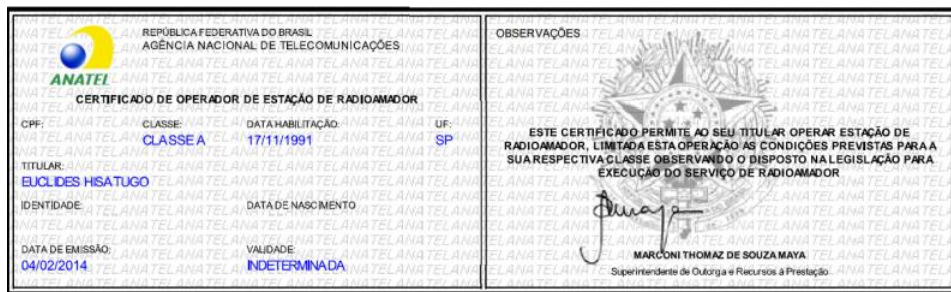 REPÚBLICA FEDERATIVA DO BRASIL
AGÊNCIA NACIONAL DE TELECOMUNICAÇÕES
ANATEL
CERTIFICADO DE OPERADOR DE ESTAÇÃO DE RADIOAMADOR
CPF: CLASSE: DATA HABILITAÇÃO: UF:
CLASSE A 17/11/1991 SP
TITULAR:
EUCLIDES HISATUGO
IDENTIDADE: DATA DE NASCIMENTO
DATA DE EMISSÃO: VALIDADE:
04/02/2014 INDETERMINADA
OBSERVAÇÕES
ESTE CERTIFICADO PERMITE AO SEU TITULAR OPERAR ESTAÇÃO DE
RADIOAMADOR, LIMITADA ESTA OPERAÇÃO ÀS CONDIÇÕES PREVISTAS PARA A
SUA RESPECTIVA CLASSE OBSERVANDO O DISPOSTO NA LEGISLAÇÃO PARA
EXECUÇÃO DO SERVIÇO DE RADIOAMADOR
MARCONI THOMAZ DE SOUZA MAYA
Superintendente de Outorga e Recursos à Prestação